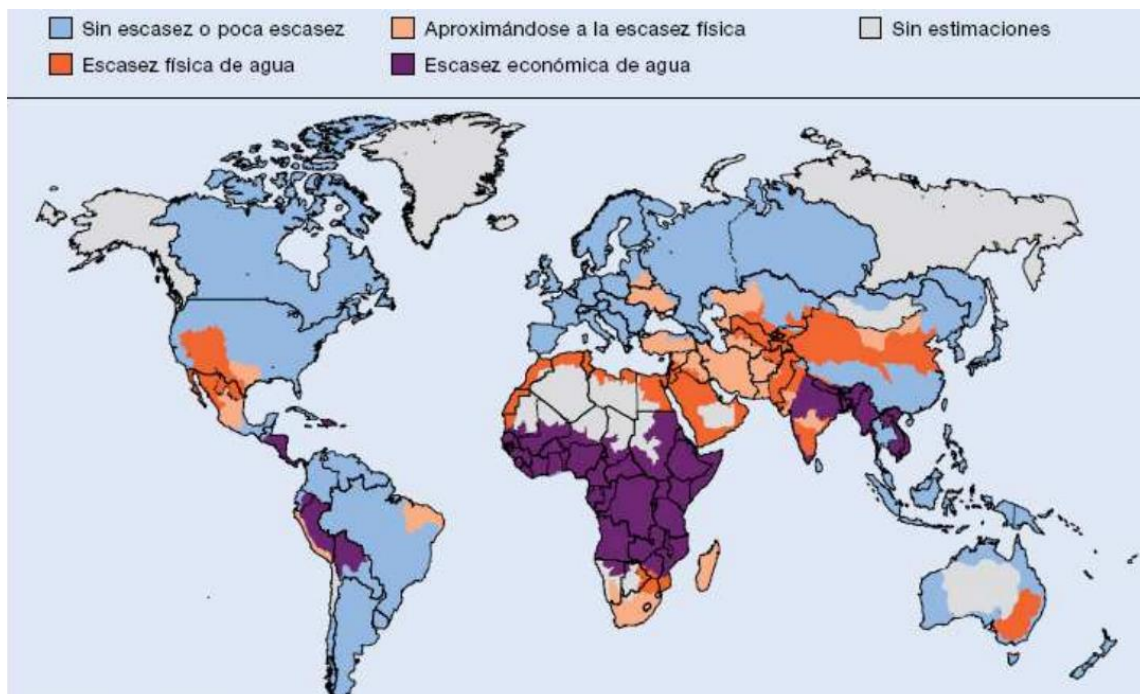 Sin escasez o poca escasez
Aproximándose a la escasez física
Sin estimaciones
Escasez física de agua
Escasez económica de agua